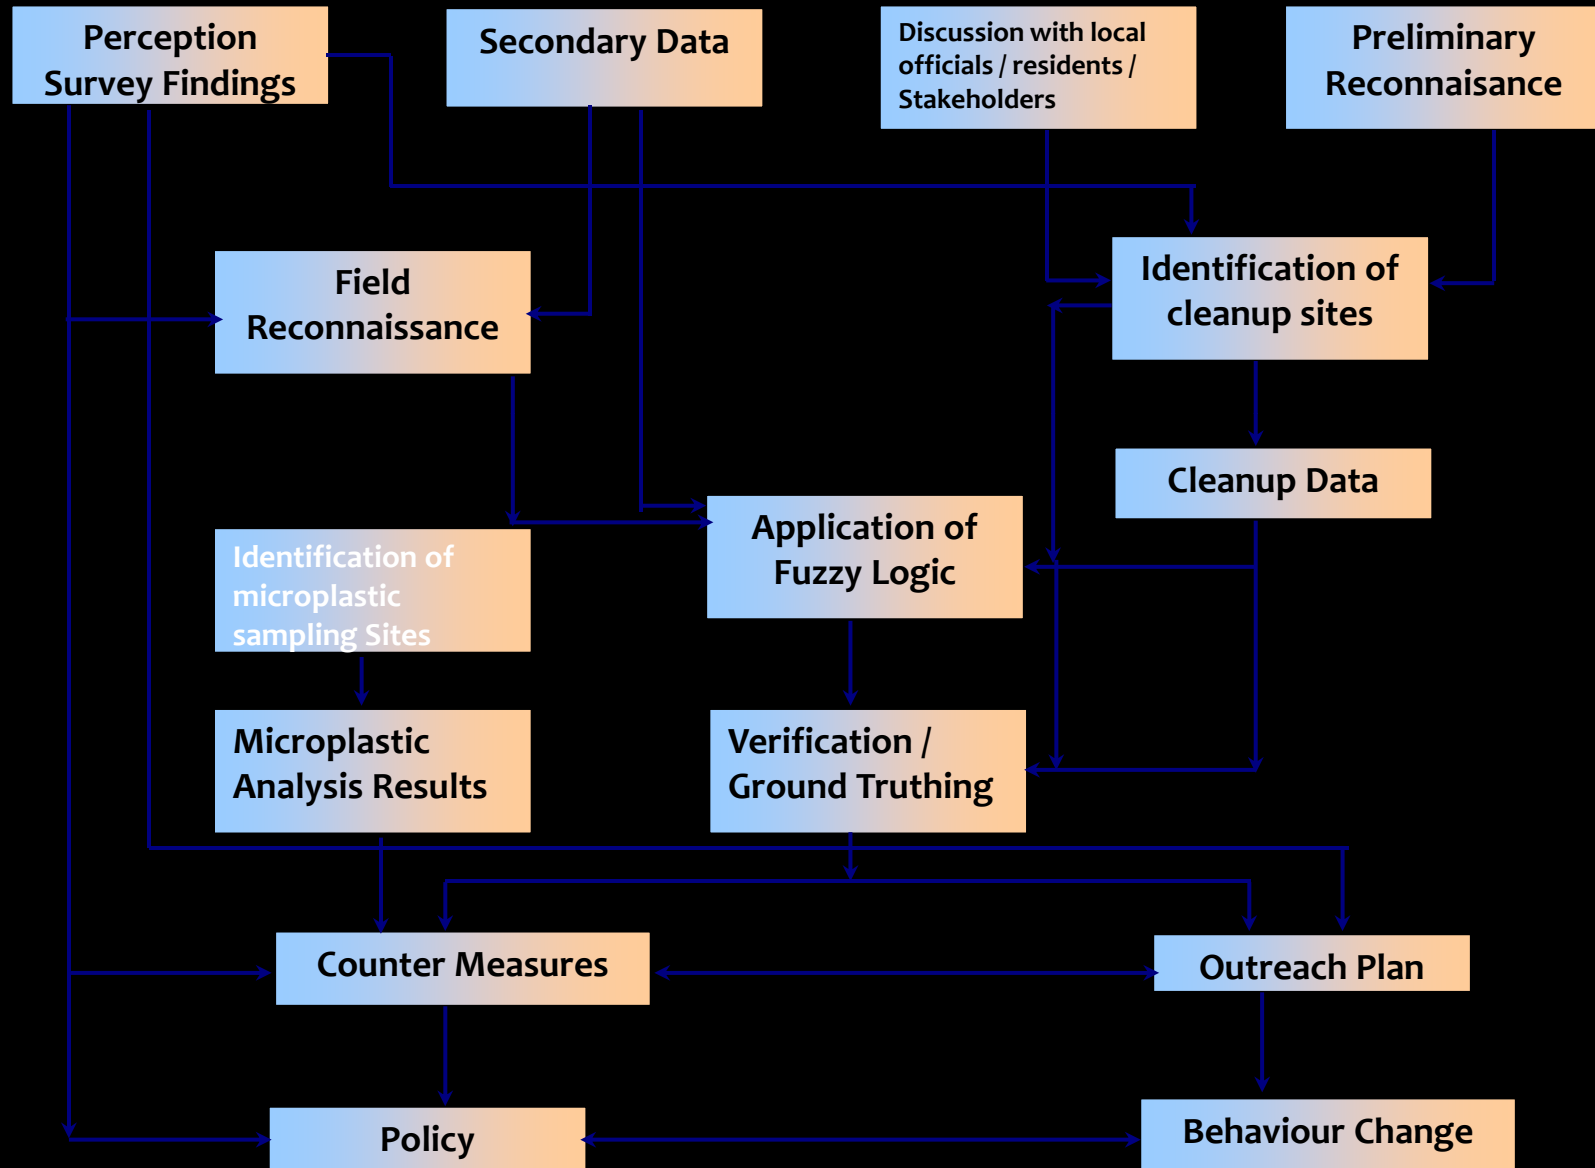 Perception
Survey Findings
Secondary Data
Discussion with local
officials / residents /
Stakeholders
Preliminary
Reconnaisance
Field
Reconnaissance
Identification of
cleanup sites
Cleanup Data
Application of
Fuzzy Logic
Identification of
microplastic
sampling Sites
Microplastic
Analysis Results
Verification /
Ground Truthing
Counter Measures
Outreach Plan
Policy
Behaviour Change